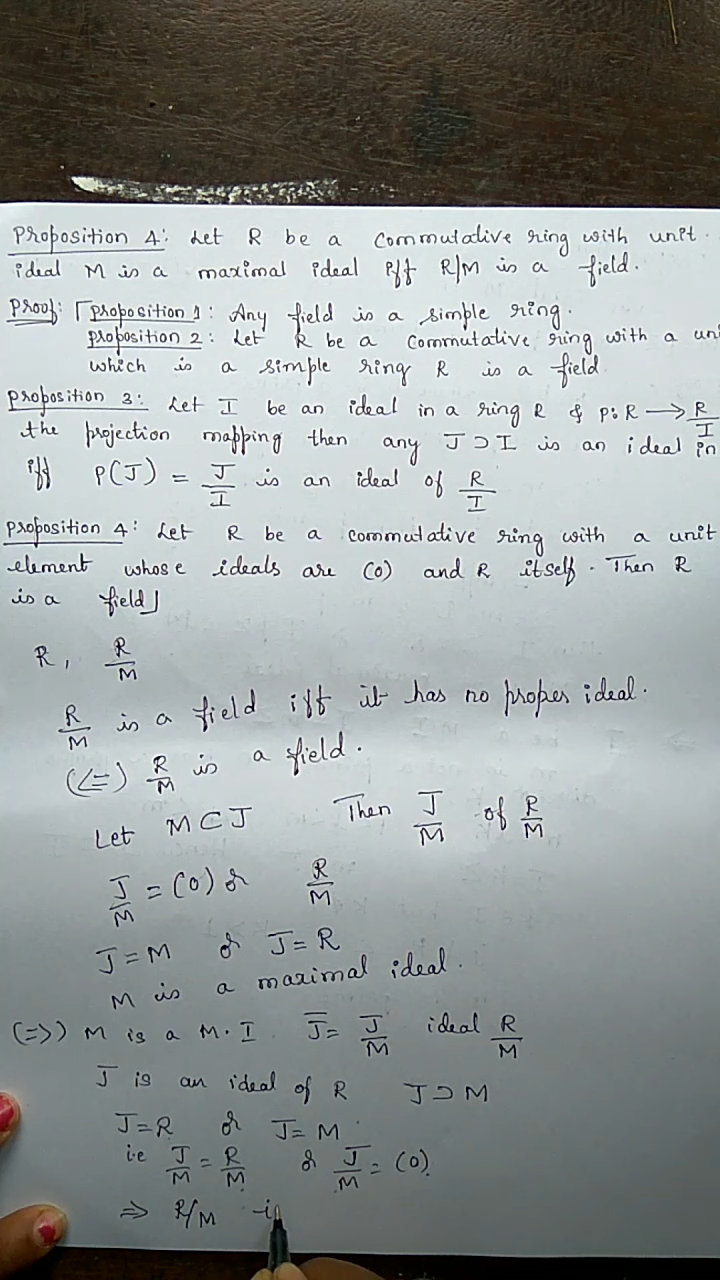 Proposition 4: Let R be a commutative ring with unit.
ideal M is a maximal ideal iff R/M is a field.
Proof: ⌈Proposition 1: Any field is a simple ring.
Proposition 2: Let R be a commutative ring with a uni
which is a simple ring R is a field
Proposition 3: Let I be an ideal in a ring R & p: R → R/I
the projection mapping then any J ⊃ I is an ideal in
iff P(J) = J/I is an ideal of R/I
Proposition 4: Let R be a commutative ring with a unit
element whose ideals are (0) and R itself. Then R
is a field⌋
R, R/M
R/M is a field iff it has no proper ideal.
(<=) R/M is a field.
Let M ⊂ J Then J/M of R/M
J/M = (0) or R/M
J = M or J = R
M is a maximal ideal.
(=>) M is a M.I J̅ = J/M ideal R/M
J is an ideal of R J ⊃ M
J = R or J = M
ie J/M = R/M or J/M = (0)
⇒ R/M i